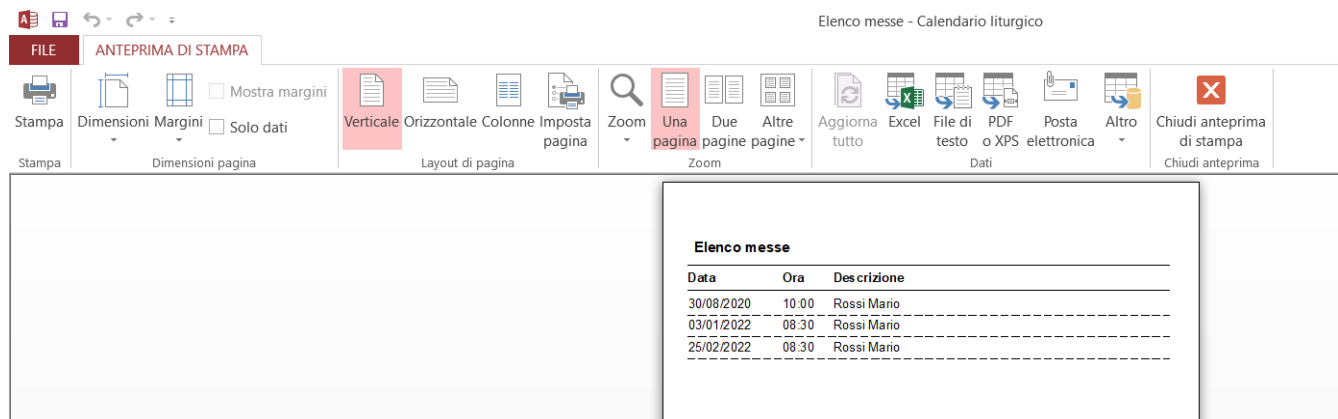 Elenco messe - Calendario liturgico
FILE ANTEPRIMA DI STAMPA
Stampa
Dimensioni
Margini
Mostra margini
Solo dati
Verticale
Orizzontale
Colonne
Imposta
pagina
Zoom
Una
pagina
Due
pagine
Altre
pagine
Aggiorna
tutto
Excel
File di
testo
PDF
o XPS
Posta
elettronica
Altro
Chiudi anteprima
di stampa
Stampa
Dimensioni pagina
Layout di pagina
Zoom
Dati
Chiudi anteprima
Elenco messe
Data Ora Descrizione
30/08/2020 10:00 Rossi Mario
03/01/2022 08:30 Rossi Mario
25/02/2022 08:30 Rossi Mario